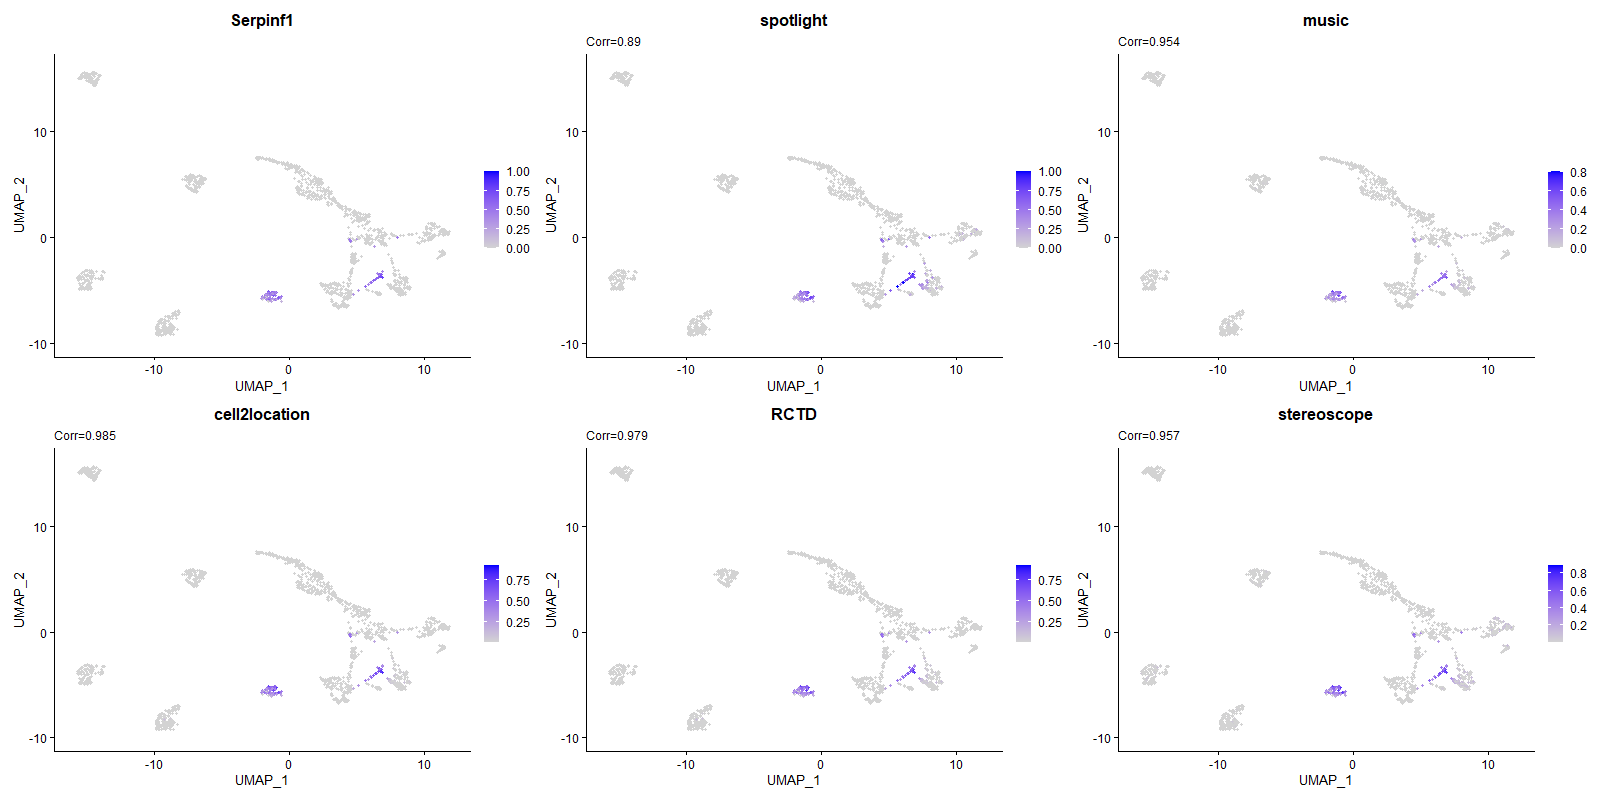 Serpinf1
UMAP_2
10
0
-10
-10
0
10
UMAP_1
1.00
0.75
0.50
0.25
0.00
spotlight
Corr=0.89
UMAP_2
10
0
-10
-10
0
10
UMAP_1
1.00
0.75
0.50
0.25
0.00
music
Corr=0.954
UMAP_2
10
0
-10
-10
0
10
UMAP_1
0.8
0.6
0.4
0.2
0.0
cell2location
Corr=0.985
UMAP_2
10
0
-10
-10
0
10
UMAP_1
0.75
0.50
0.25
RCTD
Corr=0.979
UMAP_2
10
0
-10
-10
0
10
UMAP_1
0.75
0.50
0.25
stereoscope
Corr=0.957
UMAP_2
10
0
-10
-10
0
10
UMAP_1
0.8
0.6
0.4
0.2